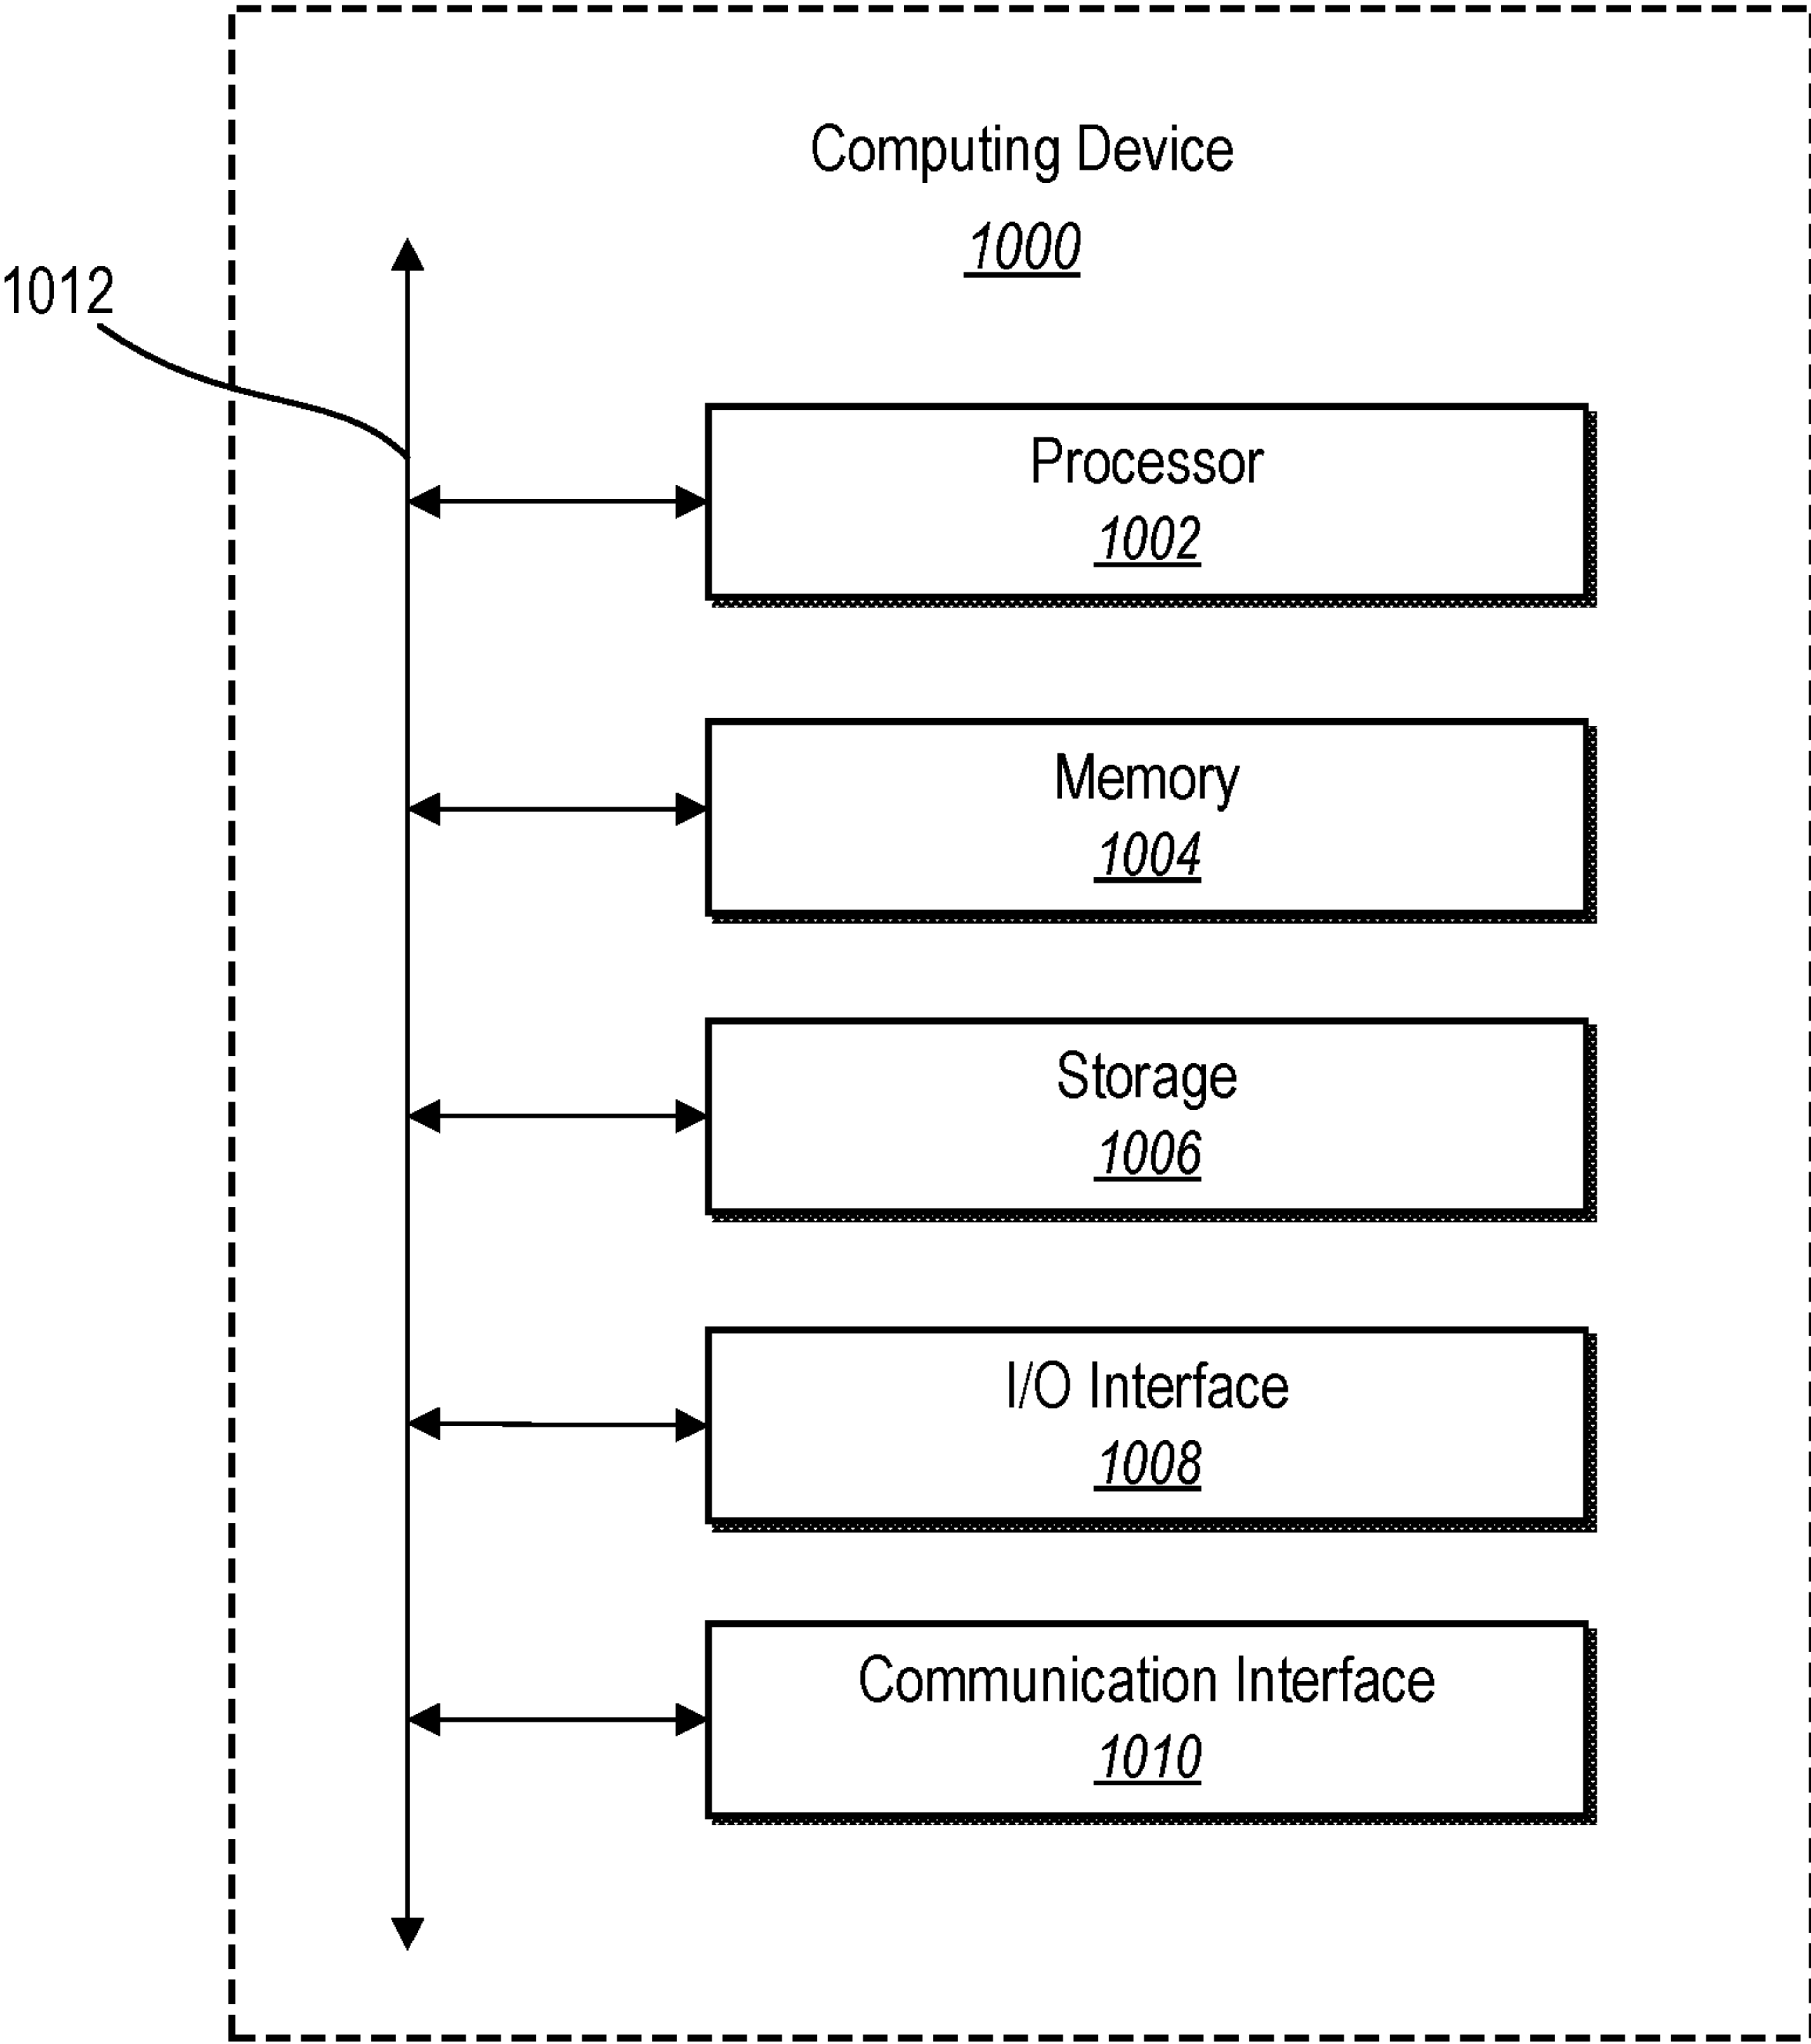 Computing Device
1000
1012
Processor
1002
Memory
1004
Storage
1006
I/O Interface
1008
Communication Interface
1010